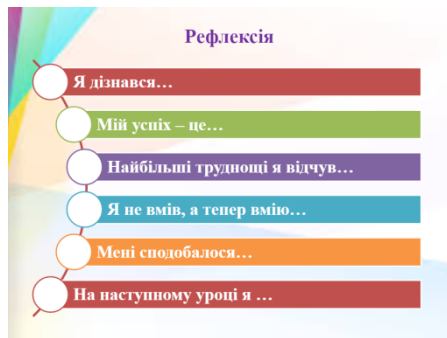 Рефлексія
Я дізнався…
Мій успіх – це…
Найбільші труднощі я відчув…
Я не вмів, а тепер вмію…
Мені сподобалося…
На наступному уроці я …